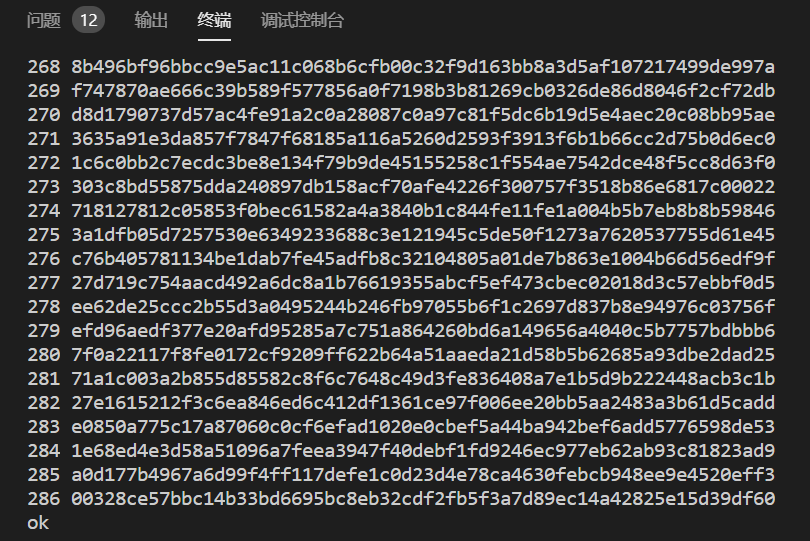 问题 12 输出 终端 调试控制台
268 8b496bf96bbcc9e5ac11c068b6cfb00c32f9d163bb8a3d5af107217499de997a
269 f747870ae666c39b589f577856a0f7198b3b81269cb0326de86d8046f2cf72db
270 d8d1790737d57ac4fe91a2c0a28087c0a97c81f5dc6b19d5e4aec20c08bb95ae
271 3635a91e3da857f7847f68185a116a5260d2593f3913f6b1b66cc2d75b0d6ec0
272 1c6c0bb2c7ecdc3be8e134f79b9de45155258c1f554ae7542dce48f5cc8d63f0
273 303c8bd55875dda240897db158acf70afe4226f300757f3518b86e6817c00022
274 718127812c05853f0bec61582a4a3840b1c844fe11fe1a004b5b7eb8b8b59846
275 3a1dfb05d7257530e6349233688c3e121945c5de50f1273a7620537755d61e45
276 c76b405781134be1dab7fe45adfb8c32104805a01de7b863e1004b66d56edf9f
277 27d719c754aacd492a6dc8a1b76619355abcf5ef473cbec02018d3c57ebbf0d5
278 ee62de25ccc2b55d3a0495244b246fb97055b6f1c2697d837b8e94976c03756f
279 efd96aedf377e20afd95285a7c751a864260bd6a149656a4040c5b7757bdbbb6
280 7f0a22117f8fe0172cf9209ff622b64a51aaeda21d58b5b62685a93dbe2dad25
281 71a1c003a2b855d85582c8f6c7648c49d3fe836408a7e1b5d9b222448acb3c1b
282 27e1615212f3c6ea846ed6c412df1361ce97f006ee20bb5aa2483a3b61d5cadd
283 e0850a775c17a87060c0cf6efad1020e0cbef5a44ba942bef6add5776598de53
284 1e68ed4e3d58a51096a7feea3947f40debf1fd9246ec977eb62ab93c81823ad9
285 a0d177b4967a6d99f4ff117defe1c0d23d4e78ca4630febcb948ee9e4520eff3
286 00328ce57bbc14b33bd6695bc8eb32cdf2fb5f3a7d89ec14a42825e15d39df60
ok